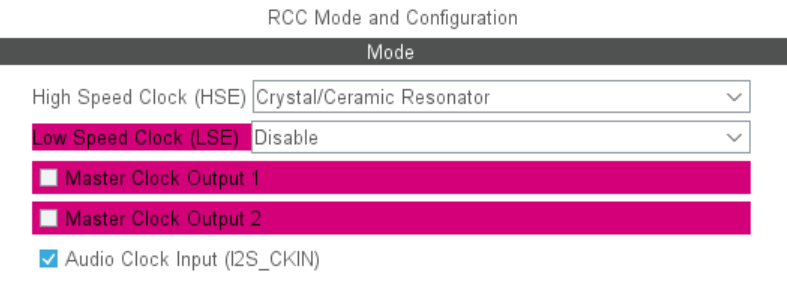 RCC Mode and Configuration
Mode
High Speed Clock (HSE) Crystal/Ceramic Resonator
Low Speed Clock (LSE) Disable
Master Clock Output 1
Master Clock Output 2
Audio Clock Input (I2S_CKIN)